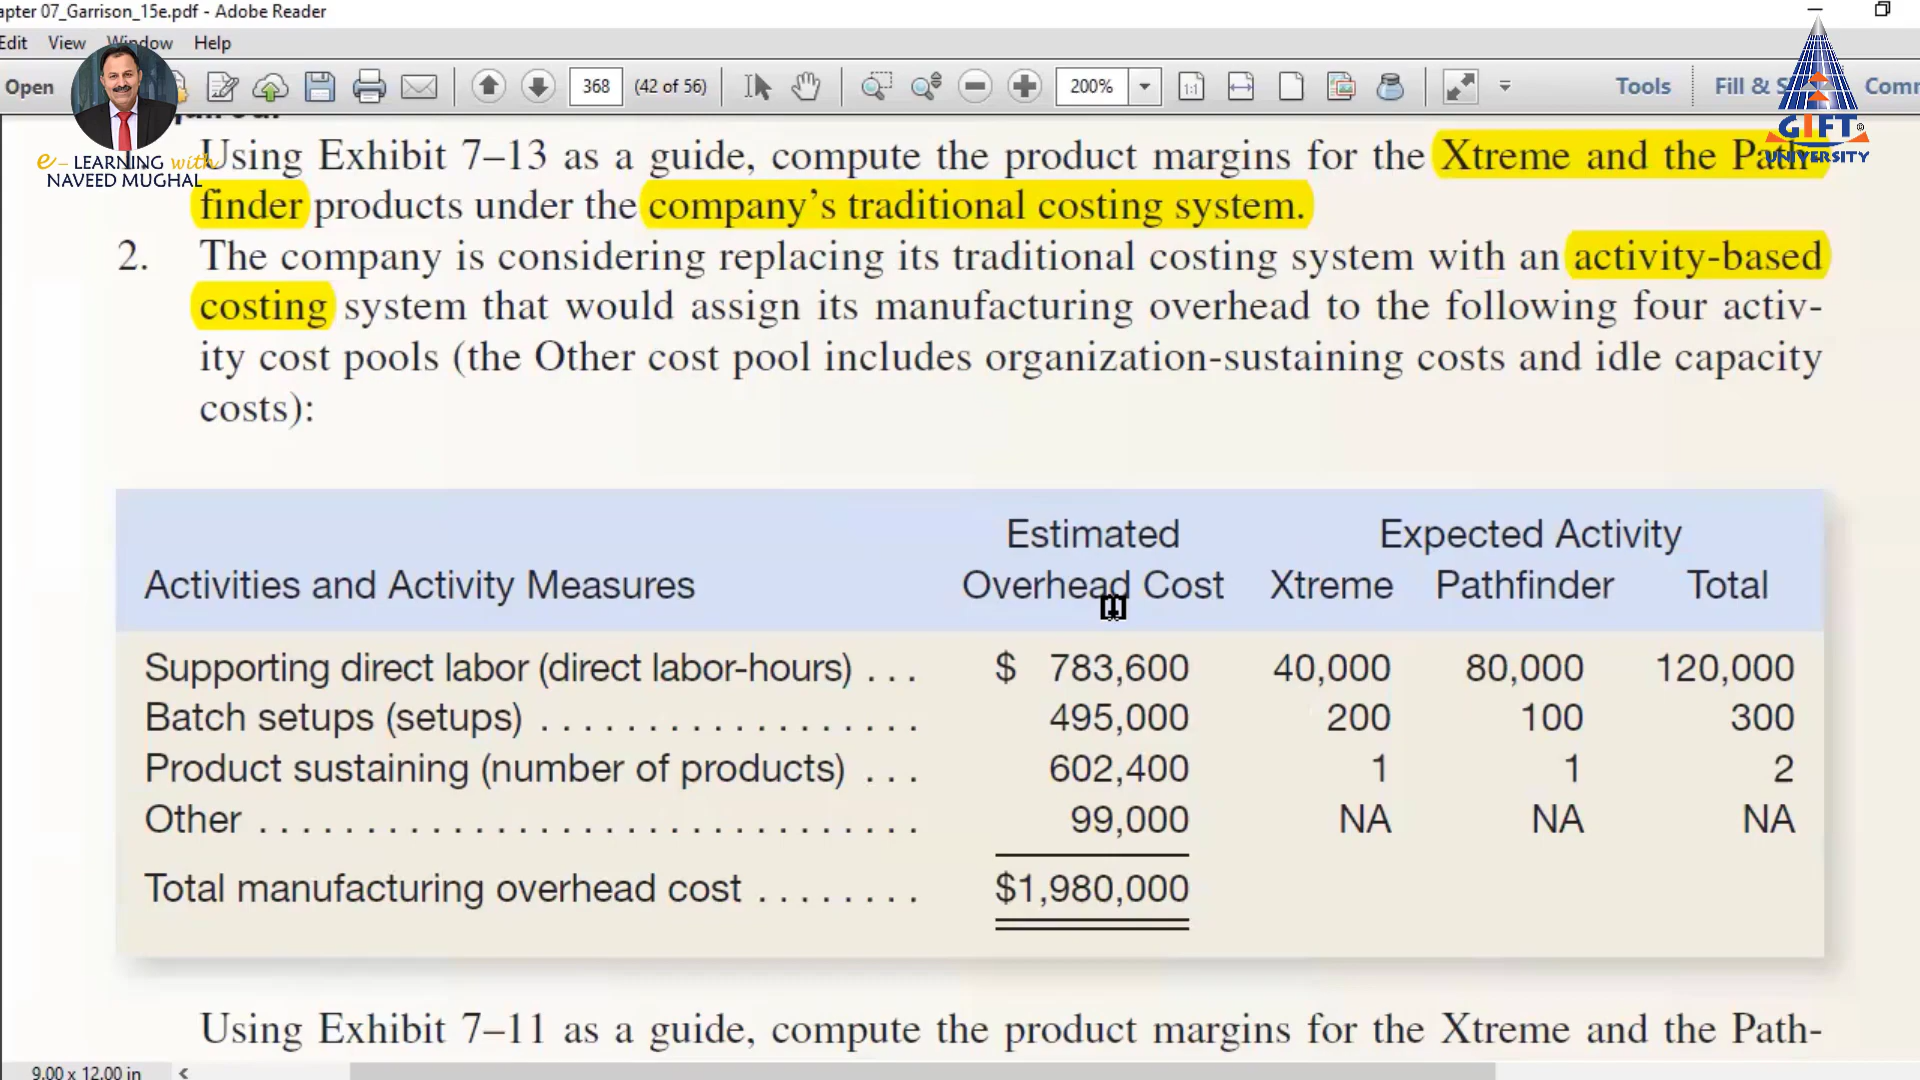 apter 07_Garrison_15e.pdf - Adobe Reader
Edit View Window Help
Open 368 (42 of 56) 1:1 200% Tools Fill & S Comm
e - LEARNING with
NAVEED MUGHAL
GIFT
UNIVERSITY
Using Exhibit 7–13 as a guide, compute the product margins for the Xtreme and the Path-
finder products under the company’s traditional costing system.
2. The company is considering replacing its traditional costing system with an activity-based
costing system that would assign its manufacturing overhead to the following four activ-
ity cost pools (the Other cost pool includes organization-sustaining costs and idle capacity
costs):
Estimated Expected Activity
Activities and Activity Measures Overhead Cost Xtreme Pathfinder Total
Supporting direct labor (direct labor-hours) . . . $ 783,600 40,000 80,000 120,000
Batch setups (setups) . . . . . . . . . . . . . . . . . . . 495,000 200 100 300
Product sustaining (number of products) . . . 602,400 1 1 2
Other . . . . . . . . . . . . . . . . . . . . . . . . . . . . . . . . . 99,000 NA NA NA
Total manufacturing overhead cost . . . . . . . . $1,980,000
Using Exhibit 7–11 as a guide, compute the product margins for the Xtreme and the Path-
9.00 x 12.00 in